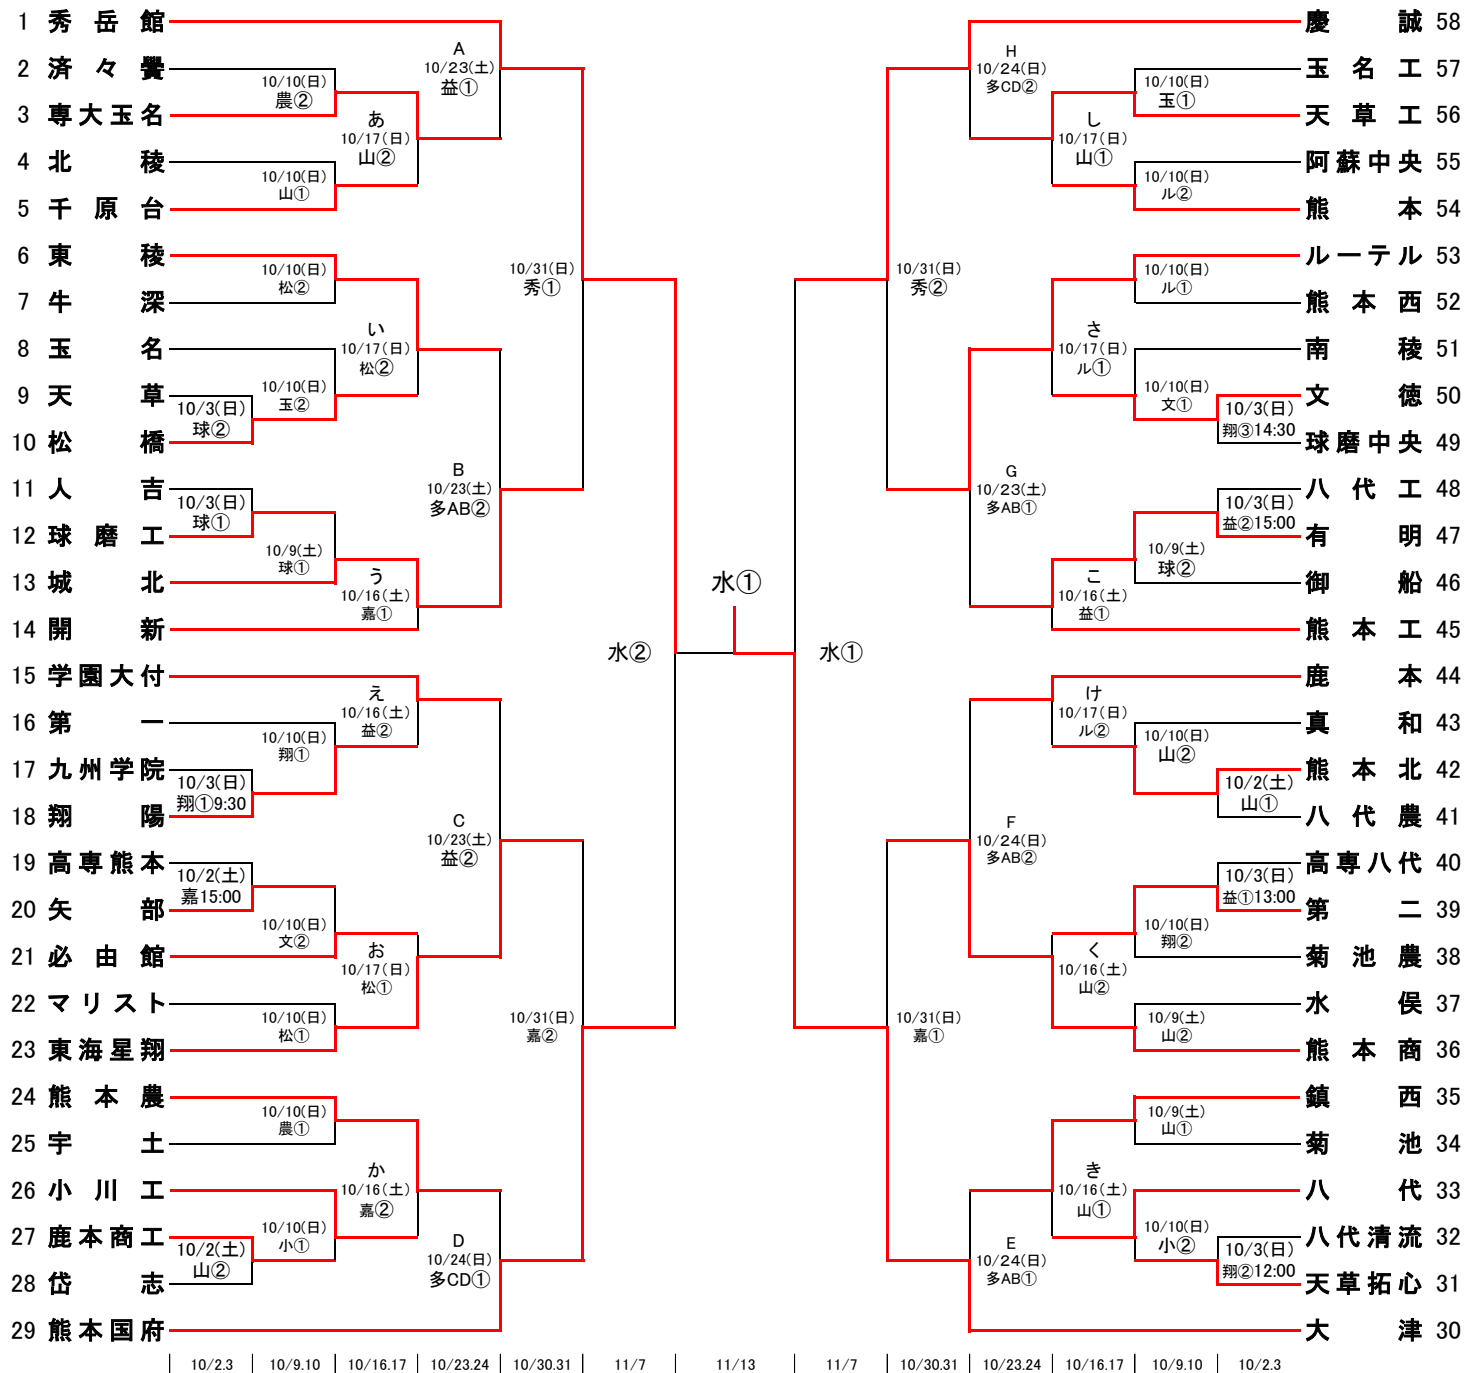 1 秀岳館
2 済々黌
3 専大玉名
4 北稜
5 千原台
6 東稜
7 牛深
8 玉名
9 天草
10 松橋
11 人吉
12 球磨工
13 城北
14 開新
15 学園大付
16 第一
17 九州学院
18 翔陽
19 高専熊本
20 矢部
21 必由館
22 マリスト
23 東海星翔
24 熊本農
25 宇土
26 小川工
27 鹿本商工
28 岱志
29 熊本国府
10/3(日)
球②
10/3(日)
球①
10/3(日)
翔①9:30
10/2(土)
嘉15:00
10/2(土)
山②
10/10(日)
農②
10/10(日)
山①
10/10(日)
松②
10/10(日)
玉②
10/9(土)
球①
10/10(日)
翔①
10/10(日)
文②
10/10(日)
松①
10/10(日)
農①
10/10(日)
小①
あ
10/17(日)
山②
い
10/17(日)
松②
う
10/16(土)
嘉①
え
10/16(土)
益②
お
10/17(日)
松①
か
10/16(土)
嘉②
A
10/23(土)
益①
B
10/23(土)
多AB②
C
10/23(土)
益②
D
10/24(日)
多CD①
10/31(日)
秀①
10/31(日)
嘉②
水②
水①
水①
10/31(日)
秀②
10/31(日)
嘉①
H
10/24(日)
多CD②
G
10/23(土)
多AB①
F
10/24(日)
多AB②
E
10/24(日)
多AB①
し
10/17(日)
山①
さ
10/17(日)
ル①
こ
10/16(土)
益①
け
10/17(日)
ル②
く
10/16(土)
山②
き
10/16(土)
山①
10/10(日)
玉①
10/10(日)
ル②
10/10(日)
ル①
10/10(日)
文①
10/9(土)
球②
10/10(日)
山②
10/10(日)
翔②
10/9(土)
山②
10/9(土)
山①
10/10(日)
小②
10/3(日)
翔③14:30
10/3(日)
益②15:00
10/2(土)
山①
10/3(日)
益①13:00
10/3(日)
翔②12:00
慶誠 58
玉名工 57
天草工 56
阿蘇中央 55
熊本 54
ルーテル 53
熊本西 52
南稜 51
文徳 50
球磨中央 49
八代工 48
有明 47
御船 46
熊本工 45
鹿本 44
真和 43
熊本北 42
八代農 41
高専八代 40
第二 39
菊池農 38
水俣 37
熊本商 36
鎮西 35
菊池 34
八代 33
八代清流 32
天草拓心 31
大津 30
10/2.3 10/9.10 10/16.17 10/23.24 10/30.31 11/7 11/13 11/7 10/30.31 10/23.24 10/16.17 10/9.10 10/2.3